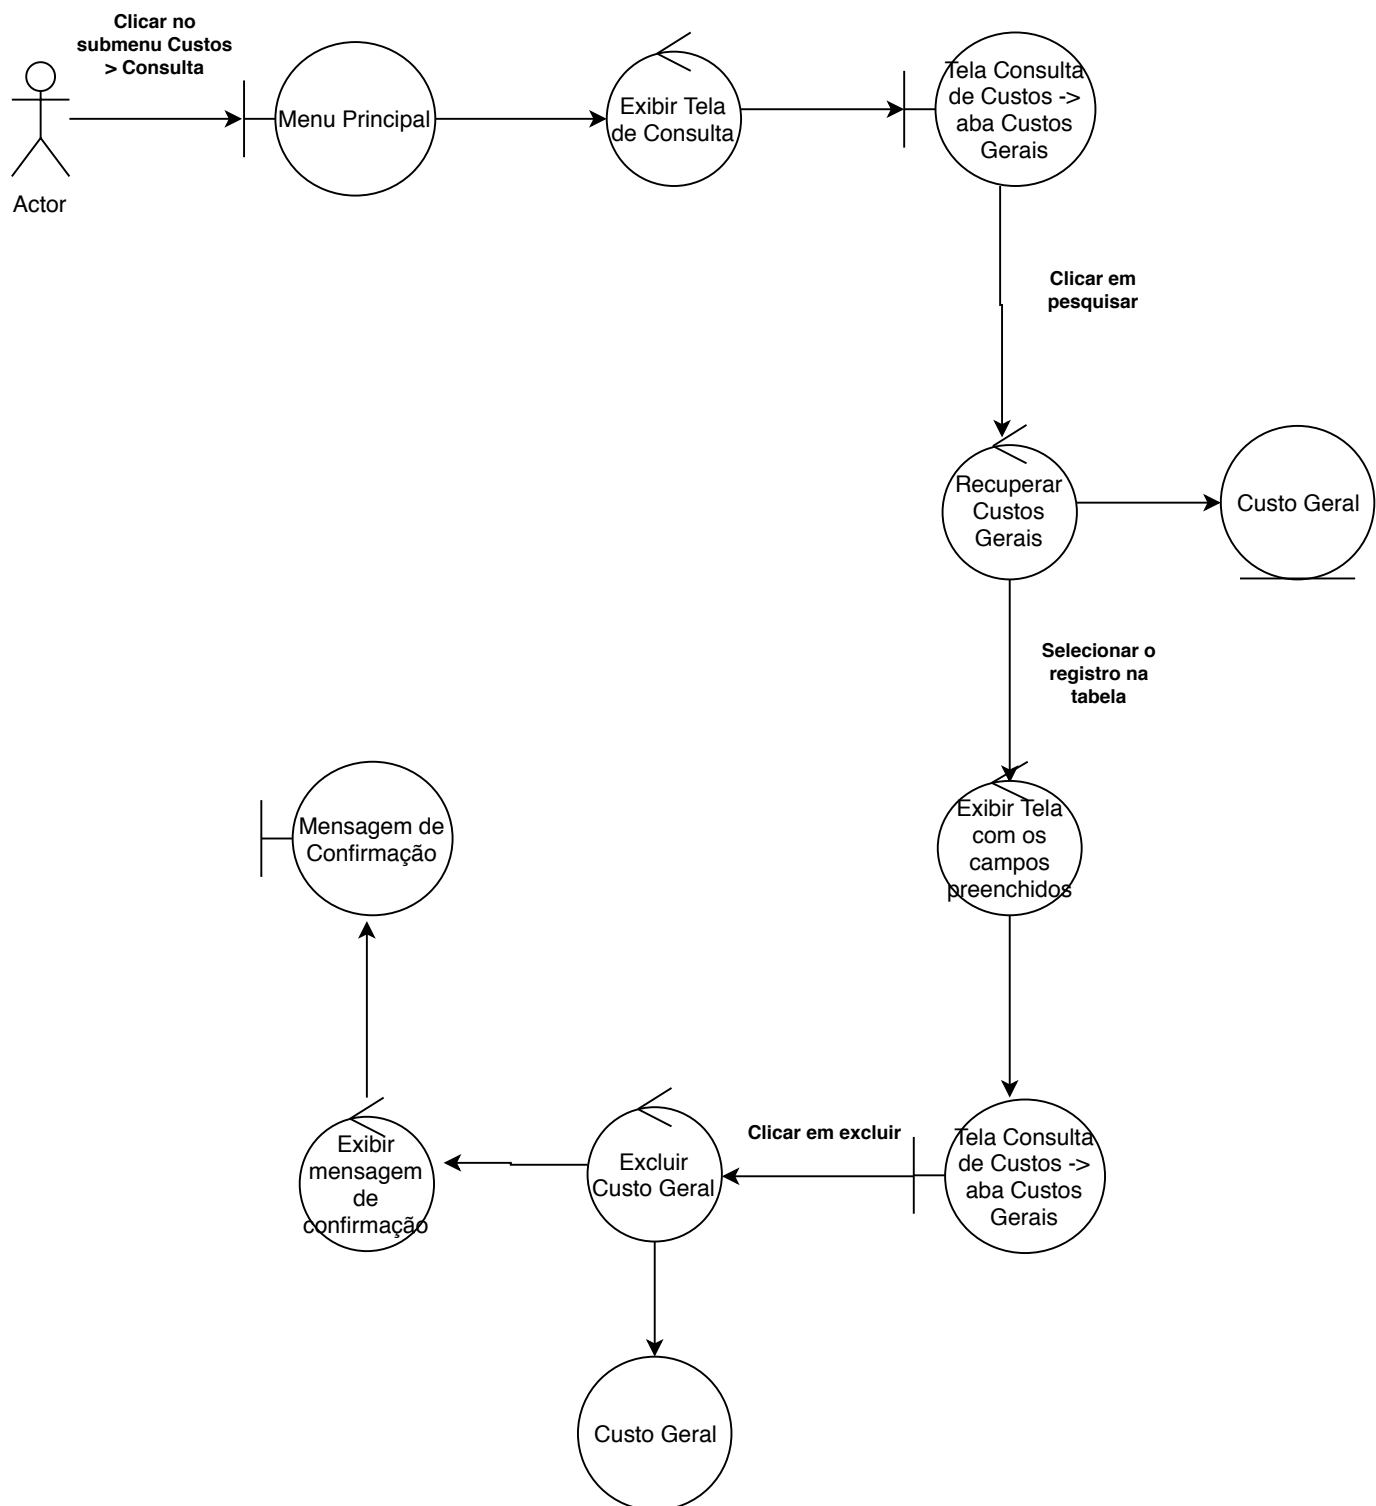 Clicar no
submenu Custos
> Consulta
Actor
Menu Principal
Exibir Tela
de Consulta
Tela Consulta
de Custos ->
aba Custos
Gerais
Clicar em
pesquisar
Recuperar
Custos
Gerais
Custo Geral
Selecionar o
registro na
tabela
Exibir Tela
com os
campos
preenchidos
Tela Consulta
de Custos ->
aba Custos
Gerais
Clicar em excluir
Excluir
Custo Geral
Custo Geral
Exibir
mensagem
de
confirmação
Mensagem de
Confirmação